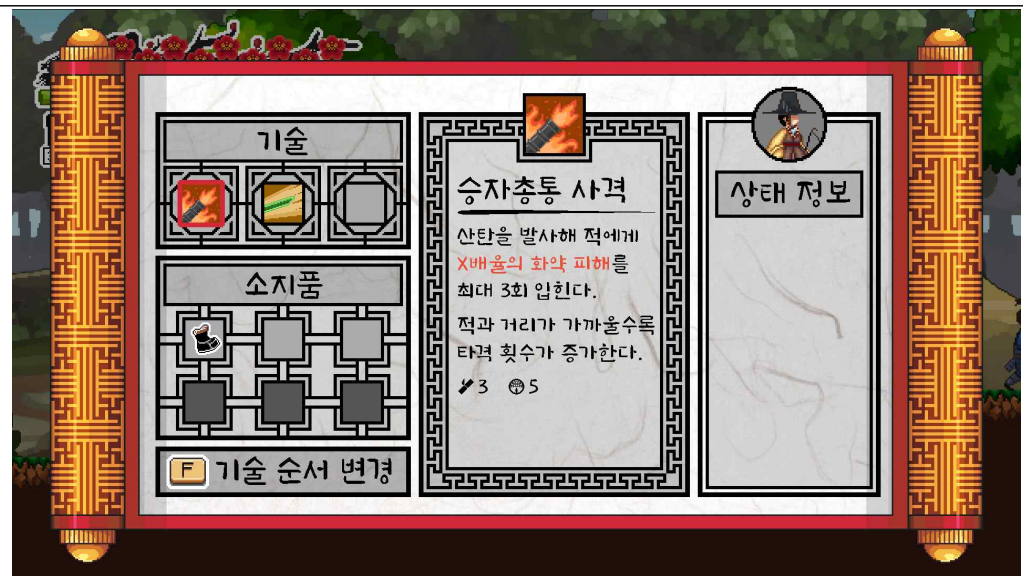 기술
소지품
F 기술 순서 변경
승자총통 사격
산탄을 발사해 적에게
X배율의 화약 피해를
최대 3회 입힌다.
적과 거리가 가까울수록
타격 횟수가 증가한다.
3 5
상태 정보